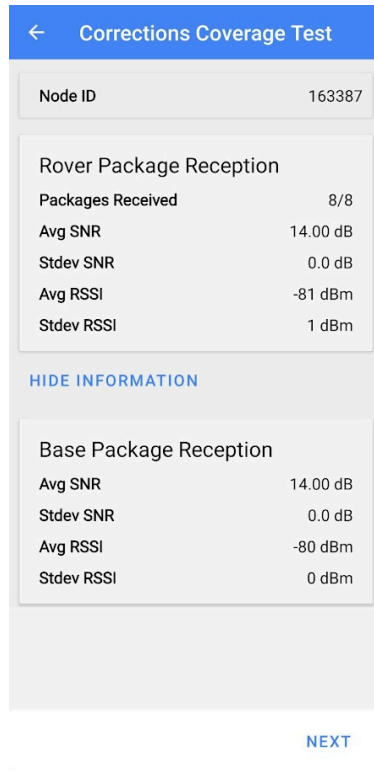 Corrections Coverage Test
Node ID 163387
Rover Package Reception
Packages Received 8/8
Avg SNR 14.00 dB
Stdev SNR 0.0 dB
Avg RSSI -81 dBm
Stdev RSSI 1 dBm
HIDE INFORMATION
Base Package Reception
Avg SNR 14.00 dB
Stdev SNR 0.0 dB
Avg RSSI -80 dBm
Stdev RSSI 0 dBm
NEXT